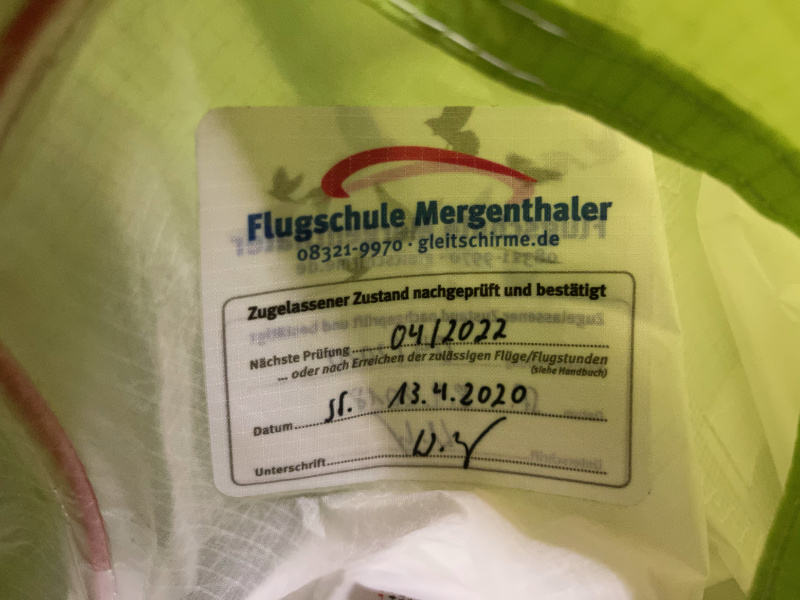 Flugschule Mergenthaler
08321-9970 · gleitschirme.de
Zugelassener Zustand nachgeprüft und bestätigt
Nächste Prüfung 04/2022
... oder nach Erreichen der zulässigen Flüge/Flugstunden
(siehe Handbuch)
Datum 13.4.2020
Unterschrift